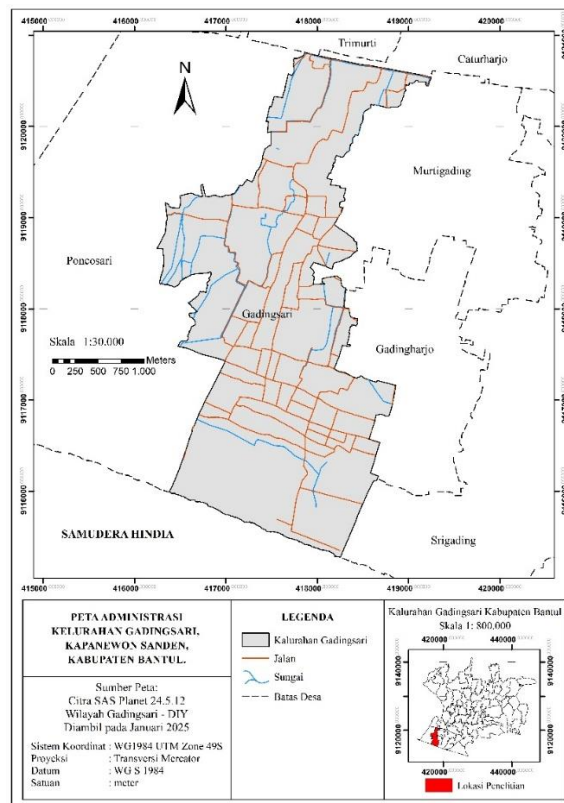 415000 416000 417000 418000 419000 420000
Trimurti
Caturharjo
N
9120000
Murtigading
9119000
Poncosari
9118000
Gadingsari
Skala 1:30.000
Meters
0 125 250 500 750 1.000
Gadingharjo
9117000
9116000
SAMUDERA HINDIA
Srigading
415000 416000 417000 418000 419000 420000
PETA ADMINISTRASI
KELURAHAN GADINGSARI,
KAPANEWON SANDEN,
KABUPATEN BANTUL.
Sumber Peta:
Citra SAS Planet 24.5.12
Wilayah Gadingsari - DIY
Diambil pada Januari 2025
Sistem Koordinat : WG1984 UTM Zone 49S
Proyeksi : Transversi Mercator
Datum : WG S 1984
Satuan : meter
LEGENDA
Kalurahan Gadingsari
Jalan
Sungai
Batas Desa
Kalurahan Gadingsari Kabupaten Bantul
Skala 1: 800,000
420000 440000
9140000
9120000
9140000
9120000
420000 440000
Lokasi Penelitian